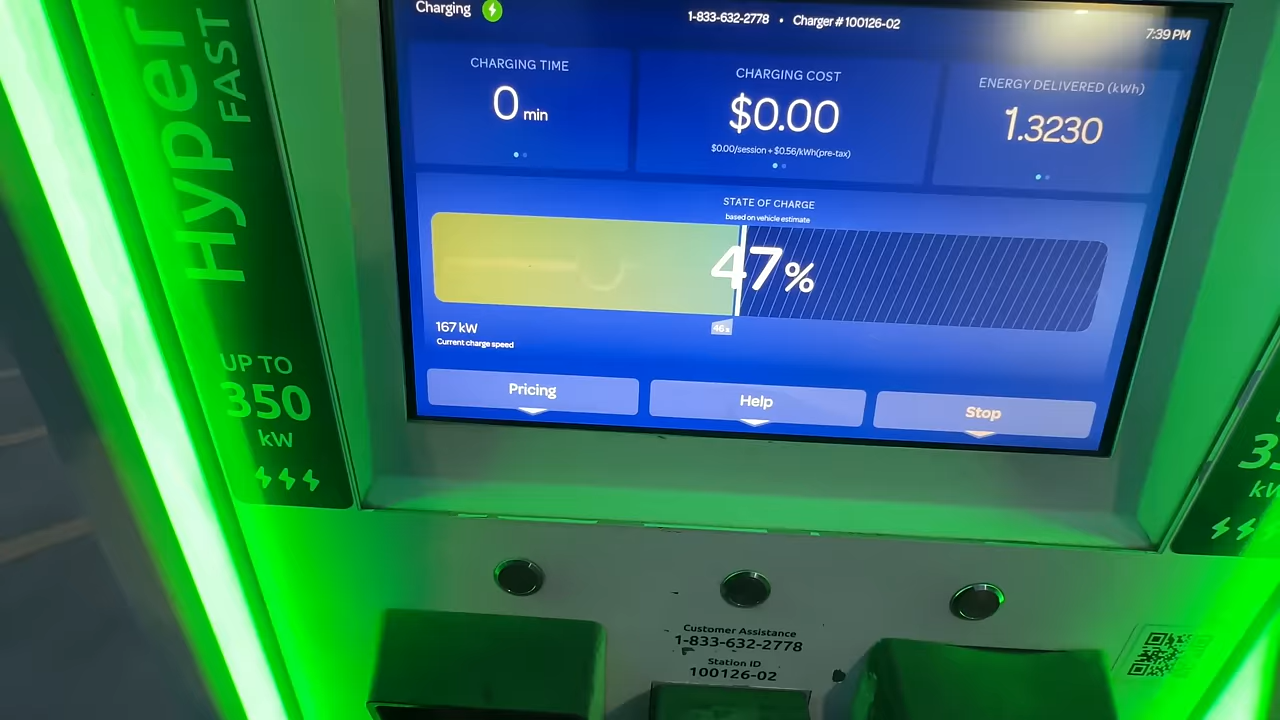 Charging
1-833-632-2778 • Charger # 100126-02
7:39 PM
CHARGING TIME
0 min
CHARGING COST
$0.00
$0.00/session + $0.56/kWh(pre-tax)
ENERGY DELIVERED (kWh)
1.3230
STATE OF CHARGE
based on vehicle estimate
47%
167 kW
Current charge speed
Pricing
Help
Stop
Hyper
FAST
UP TO
350
kW
Customer Assistance
1-833-632-2778
Station ID
100126-02